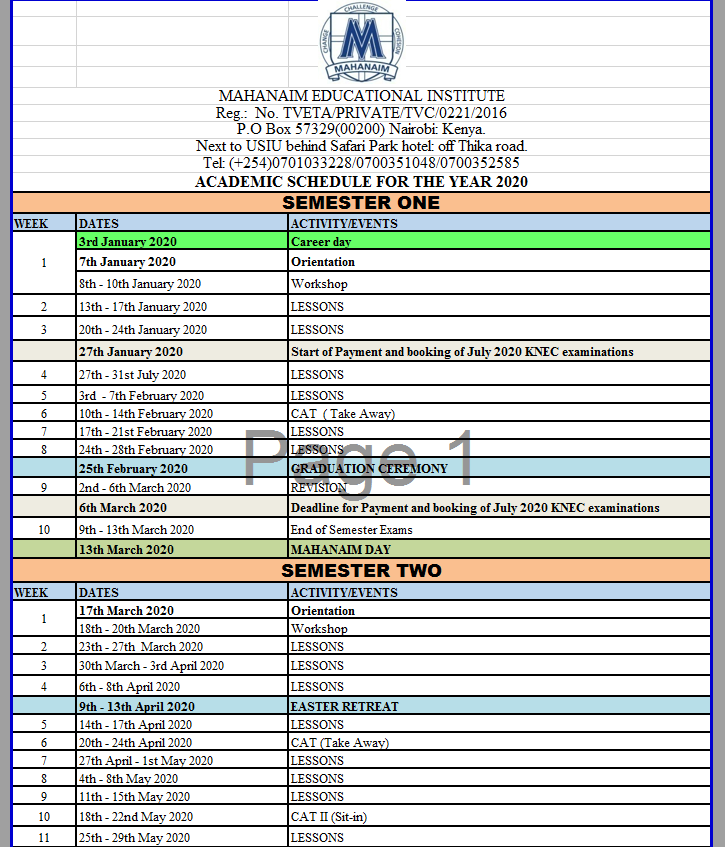 CHALLENGE
CHANGE
COHESION
M
MAHANAIM
MAHANAIM EDUCATIONAL INSTITUTE
Reg.: No. TVETA/PRIVATE/TVC/0221/2016
P.O Box 57329(00200) Nairobi: Kenya.
Next to USIU behind Safari Park hotel: off Thika road.
Tel: (+254)0701033228/0700351048/0700352585
ACADEMIC SCHEDULE FOR THE YEAR 2020
SEMESTER ONE
WEEK DATES ACTIVITY/EVENTS
3rd January 2020 Career day
1 7th January 2020 Orientation
8th - 10th January 2020 Workshop
2 13th - 17th January 2020 LESSONS
3 20th - 24th January 2020 LESSONS
27th January 2020 Start of Payment and booking of July 2020 KNEC examinations
4 27th - 31st July 2020 LESSONS
5 3rd - 7th February 2020 LESSONS
6 10th - 14th February 2020 CAT ( Take Away)
7 17th - 21st February 2020 LESSONS
8 24th - 28th February 2020 LESSONS
Page 1
25th February 2020 GRADUATION CEREMONY
9 2nd - 6th March 2020 REVISION
6th March 2020 Deadline for Payment and booking of July 2020 KNEC examinations
10 9th - 13th March 2020 End of Semester Exams
13th March 2020 MAHANAIM DAY
SEMESTER TWO
WEEK DATES ACTIVITY/EVENTS
1 17th March 2020 Orientation
18th - 20th March 2020 Workshop
2 23th - 27th March 2020 LESSONS
3 30th March - 3rd April 2020 LESSONS
4 6th - 8th April 2020 LESSONS
9th - 13th April 2020 EASTER RETREAT
5 14th - 17th April 2020 LESSONS
6 20th - 24th April 2020 CAT (Take Away)
7 27th April - 1st May 2020 LESSONS
8 4th - 8th May 2020 LESSONS
9 11th - 15th May 2020 LESSONS
10 18th - 22nd May 2020 CAT II (Sit-in)
11 25th - 29th May 2020 LESSONS